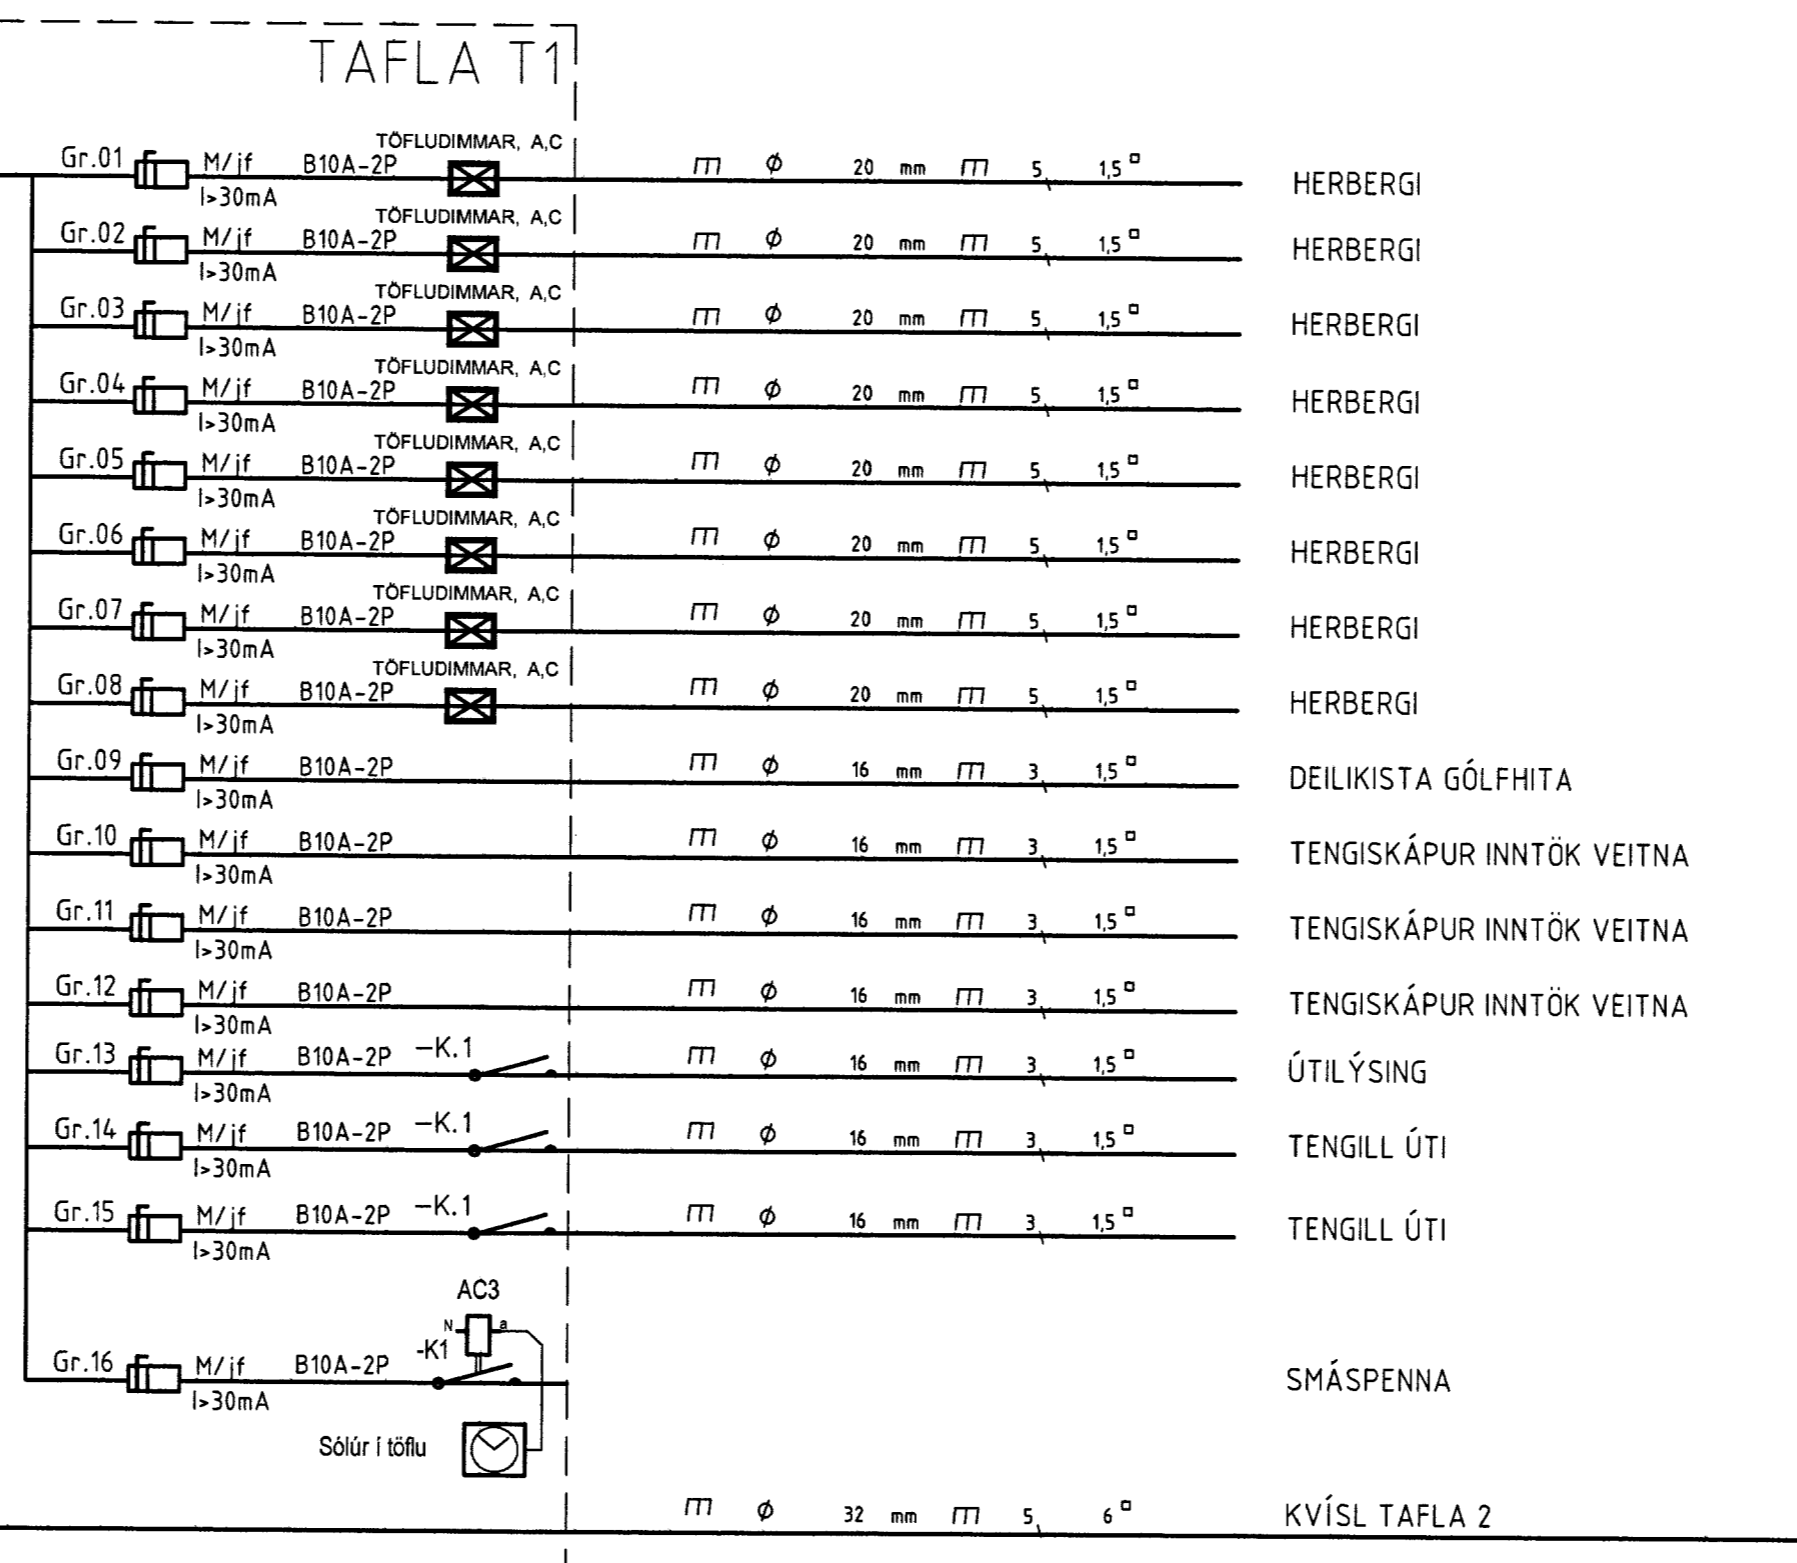 TAFLA T1
TÖFLUDIMMAR, A,C
Gr.01 M/jf B10A-2P m ϕ 20 mm m 5 1,5 □ HERBERGI
I>30mA
TÖFLUDIMMAR, A,C
Gr.02 M/jf B10A-2P m ϕ 20 mm m 5 1,5 □ HERBERGI
I>30mA
TÖFLUDIMMAR, A,C
Gr.03 M/jf B10A-2P m ϕ 20 mm m 5 1,5 □ HERBERGI
I>30mA
TÖFLUDIMMAR, A,C
Gr.04 M/jf B10A-2P m ϕ 20 mm m 5 1,5 □ HERBERGI
I>30mA
TÖFLUDIMMAR, A,C
Gr.05 M/jf B10A-2P m ϕ 20 mm m 5 1,5 □ HERBERGI
I>30mA
TÖFLUDIMMAR, A,C
Gr.06 M/jf B10A-2P m ϕ 20 mm m 5 1,5 □ HERBERGI
I>30mA
TÖFLUDIMMAR, A,C
Gr.07 M/jf B10A-2P m ϕ 20 mm m 5 1,5 □ HERBERGI
I>30mA
TÖFLUDIMMAR, A,C
Gr.08 M/jf B10A-2P m ϕ 20 mm m 5 1,5 □ HERBERGI
I>30mA
Gr.09 M/jf B10A-2P m ϕ 16 mm m 3 1,5 □ DEILIKISTA GÓLFHITA
I>30mA
Gr.10 M/jf B10A-2P m ϕ 16 mm m 3 1,5 □ TENGISKÁPUR INNTÖK VEITNA
I>30mA
Gr.11 M/jf B10A-2P m ϕ 16 mm m 3 1,5 □ TENGISKÁPUR INNTÖK VEITNA
I>30mA
Gr.12 M/jf B10A-2P m ϕ 16 mm m 3 1,5 □ TENGISKÁPUR INNTÖK VEITNA
I>30mA
Gr.13 M/jf B10A-2P -K.1 m ϕ 16 mm m 3 1,5 □ ÚTILÝSING
I>30mA
Gr.14 M/jf B10A-2P -K.1 m ϕ 16 mm m 3 1,5 □ TENGILL ÚTI
I>30mA
Gr.15 M/jf B10A-2P -K.1 m ϕ 16 mm m 3 1,5 □ TENGILL ÚTI
I>30mA
AC3
N a
-K1
Gr.16 M/jf B10A-2P SMÁSPENNA
I>30mA
Sólúr í töflu
m ϕ 32 mm m 5 6 □ KVÍSL TAFLA 2